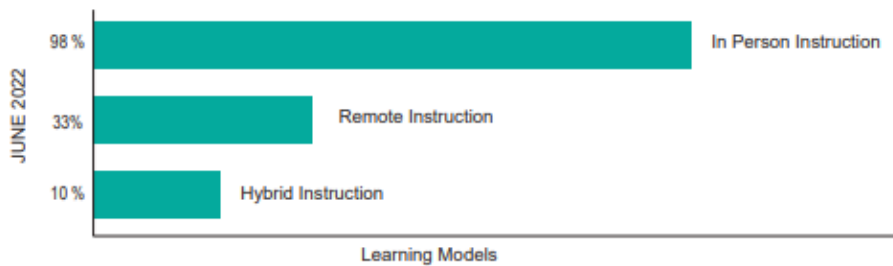 98 %
In Person Instruction
JUNE 2022
33%
Remote Instruction
10 %
Hybrid Instruction
Learning Models